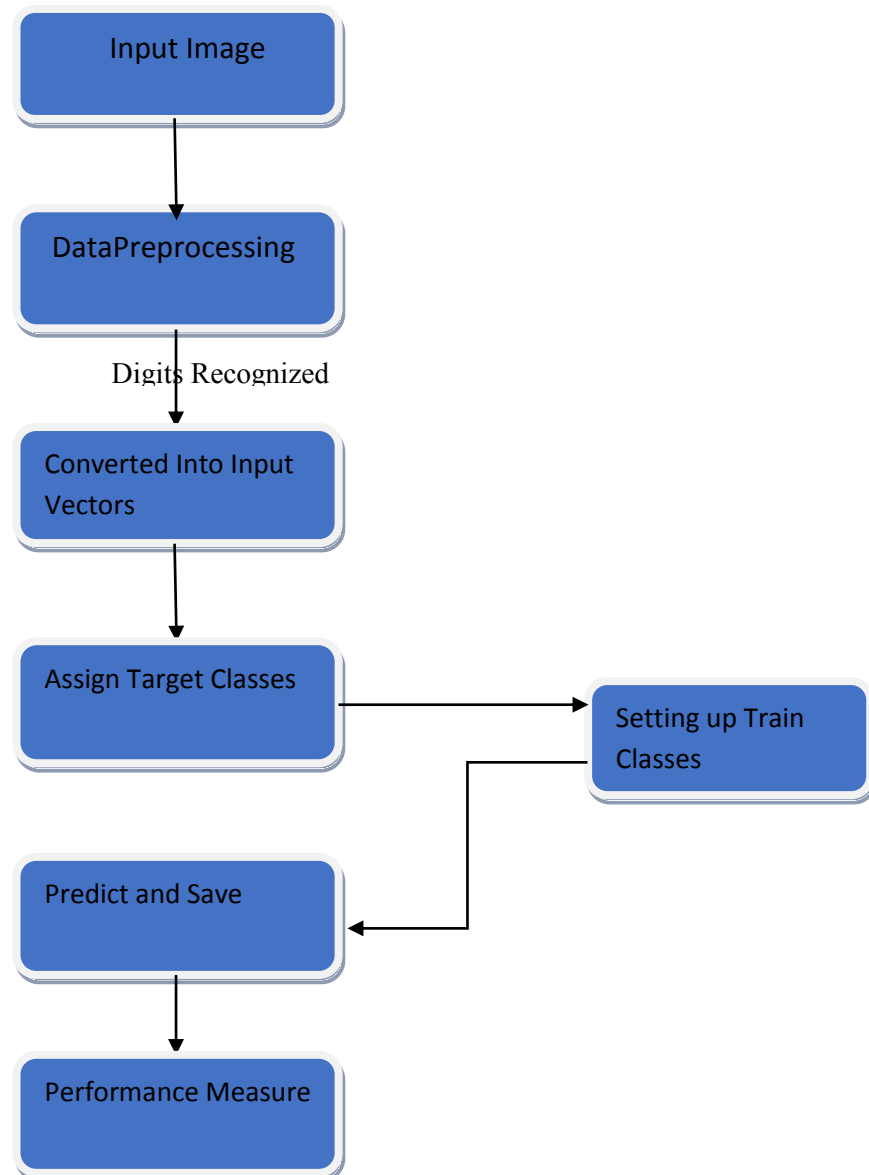 Input Image
DataPreprocessing
Digits Recognized
Converted Into Input
Vectors
Assign Target Classes
Setting up Train
Classes
Predict and Save
Performance Measure